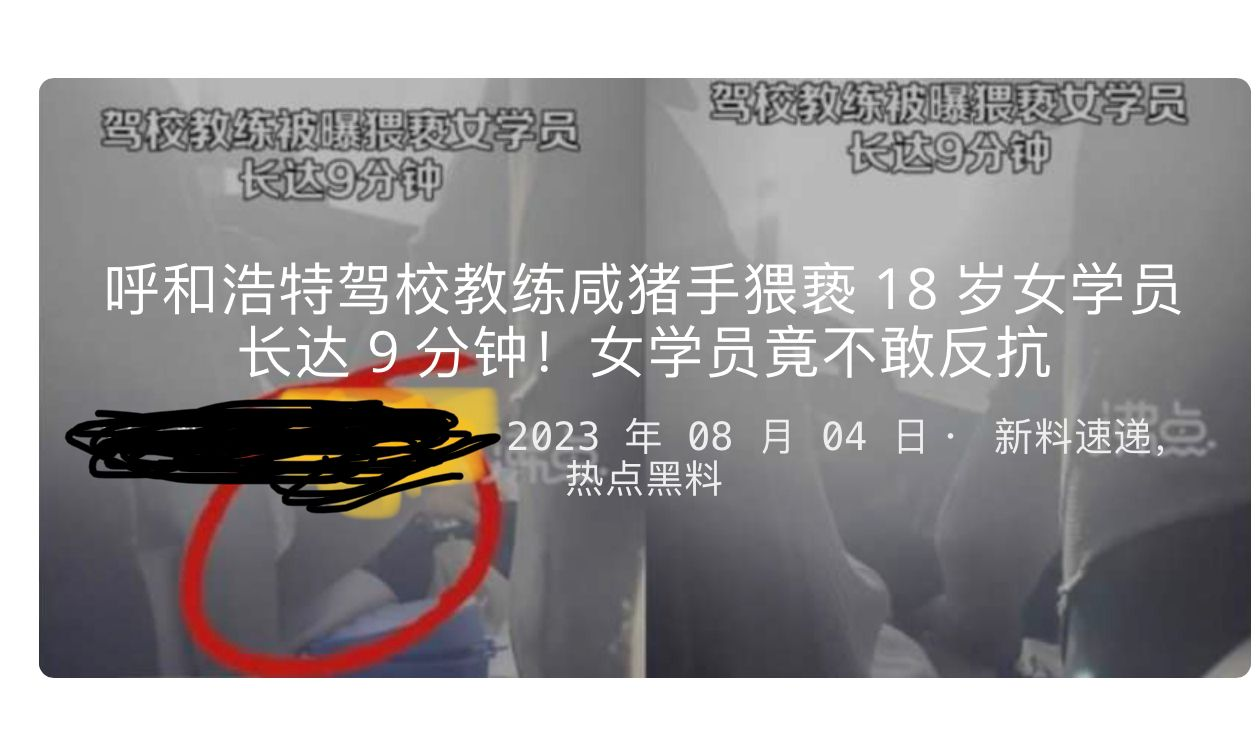 驾校教练被曝猥亵女学员
长达9分钟
驾校教练被曝猥亵女学员
长达9分钟
呼和浩特驾校教练咸猪手猥亵 18 岁女学员
长达 9 分钟！女学员竟不敢反抗
2023 年 08 月 04 日 · 新料速递，
热点黑料
沸点